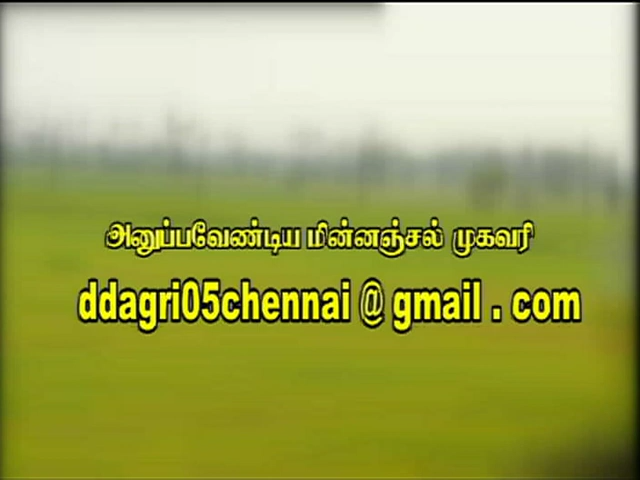 அனுப்பவேண்டிய மின்னஞ்சல் முகவரி
ddagri05chennai @ gmail . com